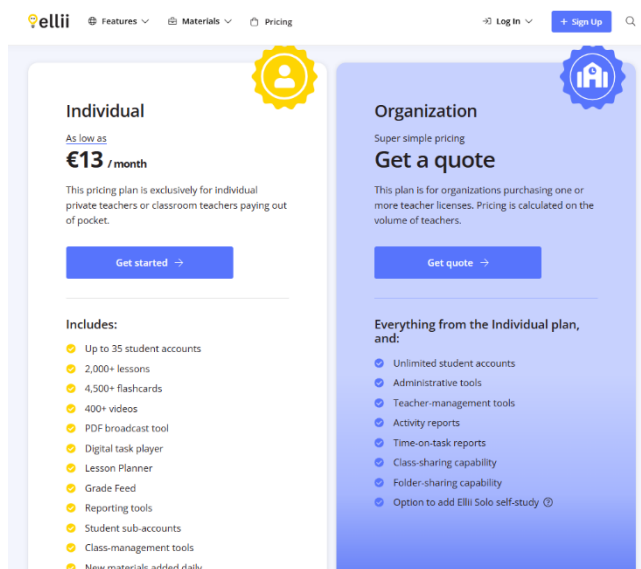 ellii
Features
Materials
Pricing
Log In
+ Sign Up
Individual
As low as
€13 / month
This pricing plan is exclusively for individual
private teachers or classroom teachers paying out
of pocket.
Get started →
Includes:
Up to 35 student accounts
2,000+ lessons
4,500+ flashcards
400+ videos
PDF broadcast tool
Digital task player
Lesson Planner
Grade Feed
Reporting tools
Student sub-accounts
Class-management tools
New materials added daily
Organization
Super simple pricing
Get a quote
This plan is for organizations purchasing one or
more teacher licenses. Pricing is calculated on the
volume of teachers.
Get quote →
Everything from the Individual plan,
and:
Unlimited student accounts
Administrative tools
Teacher-management tools
Activity reports
Time-on-task reports
Class-sharing capability
Folder-sharing capability
Option to add Ellii Solo self-study ?